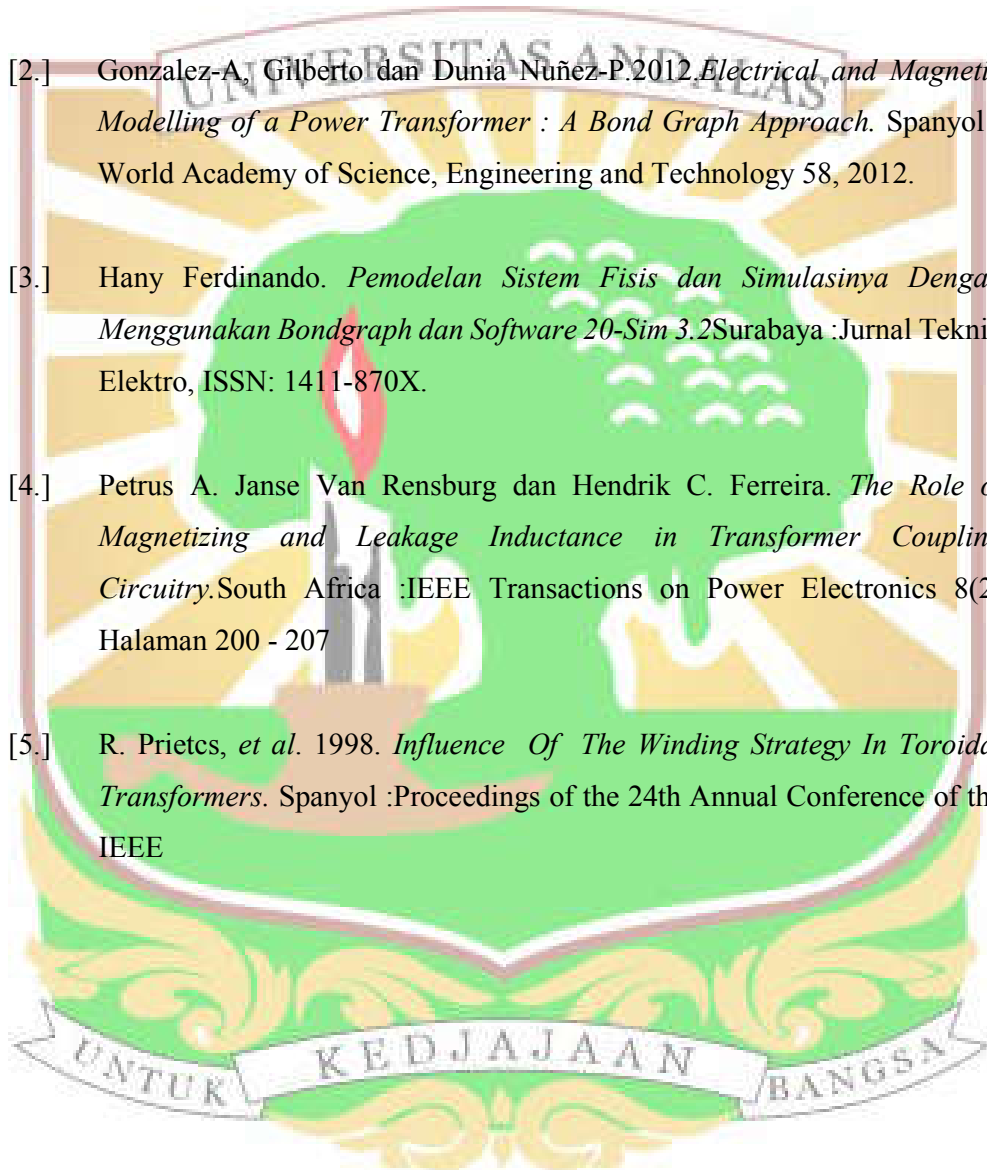 UNIVERSITAS ANDALAS
[2.] Gonzalez-A, Gilberto dan Dunia Nuñez-P.2012.Electrical and Magneti
Modelling of a Power Transformer : A Bond Graph Approach. Spanyol
World Academy of Science, Engineering and Technology 58, 2012.
[3.] Hany Ferdinando. Pemodelan Sistem Fisis dan Simulasinya Denga
Menggunakan Bondgraph dan Software 20-Sim 3.2Surabaya :Jurnal Tekni
Elektro, ISSN: 1411-870X.
[4.] Petrus A. Janse Van Rensburg dan Hendrik C. Ferreira. The Role o
Magnetizing and Leakage Inductance in Transformer Couplin
Circuitry.South Africa :IEEE Transactions on Power Electronics 8(2
Halaman 200 - 207
[5.] R. Prietcs, et al. 1998. Influence Of The Winding Strategy In Toroida
Transformers. Spanyol :Proceedings of the 24th Annual Conference of th
IEEE
UNTUK KEDJAJAAN BANGSA